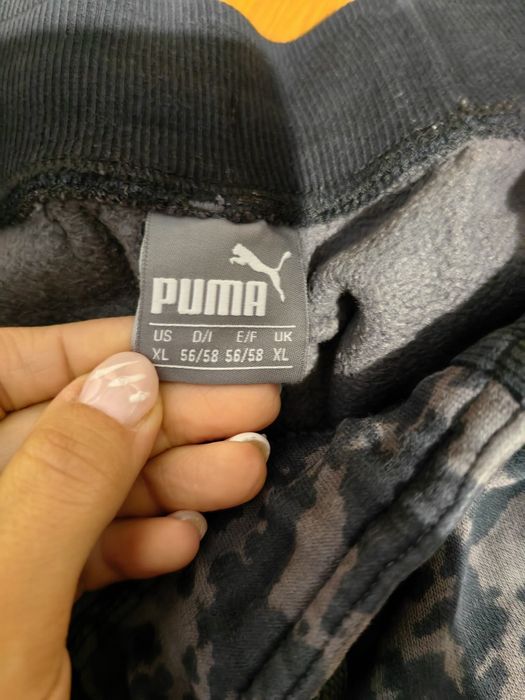 PUMA
US D/I E/F UK
XL 56/58 56/58 XL